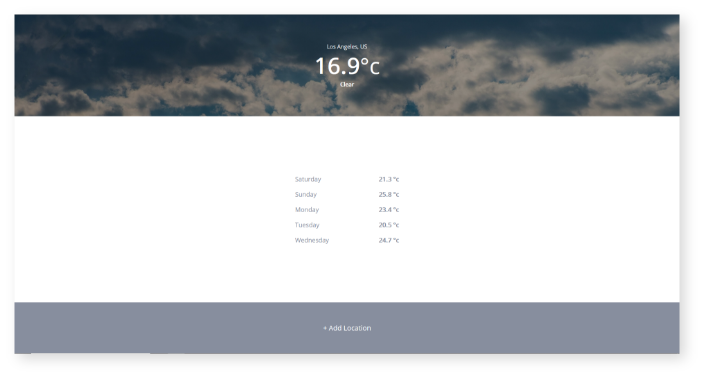 Los Angeles, US
16.9°c
Clear
Saturday 21.3 °c
Sunday 25.8 °c
Monday 23.4 °c
Tuesday 20.5 °c
Wednesday 24.7 °c
+ Add Location